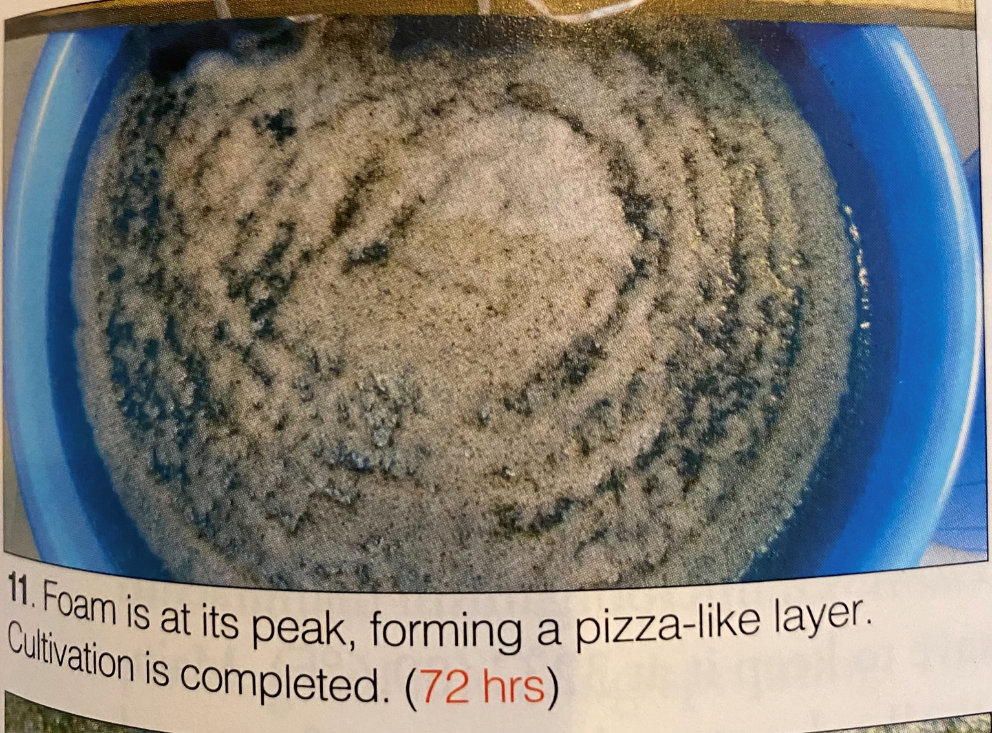 11. Foam is at its peak, forming a pizza-like layer.
Cultivation is completed. (72 hrs)